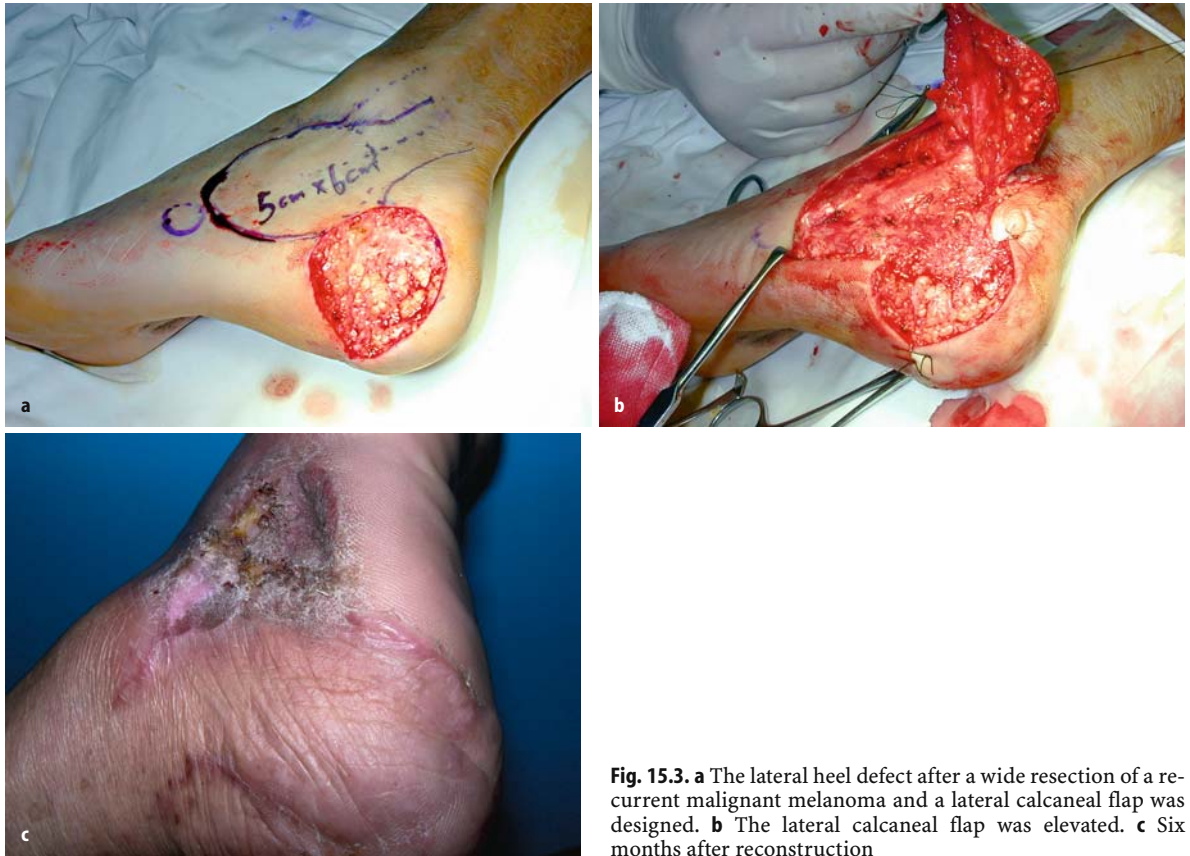 5cm x 6cm
a
b
c
Fig. 15.3. a The lateral heel defect after a wide resection of a re-
current malignant melanoma and a lateral calcaneal flap was
designed. b The lateral calcaneal flap was elevated. c Six
months after reconstruction